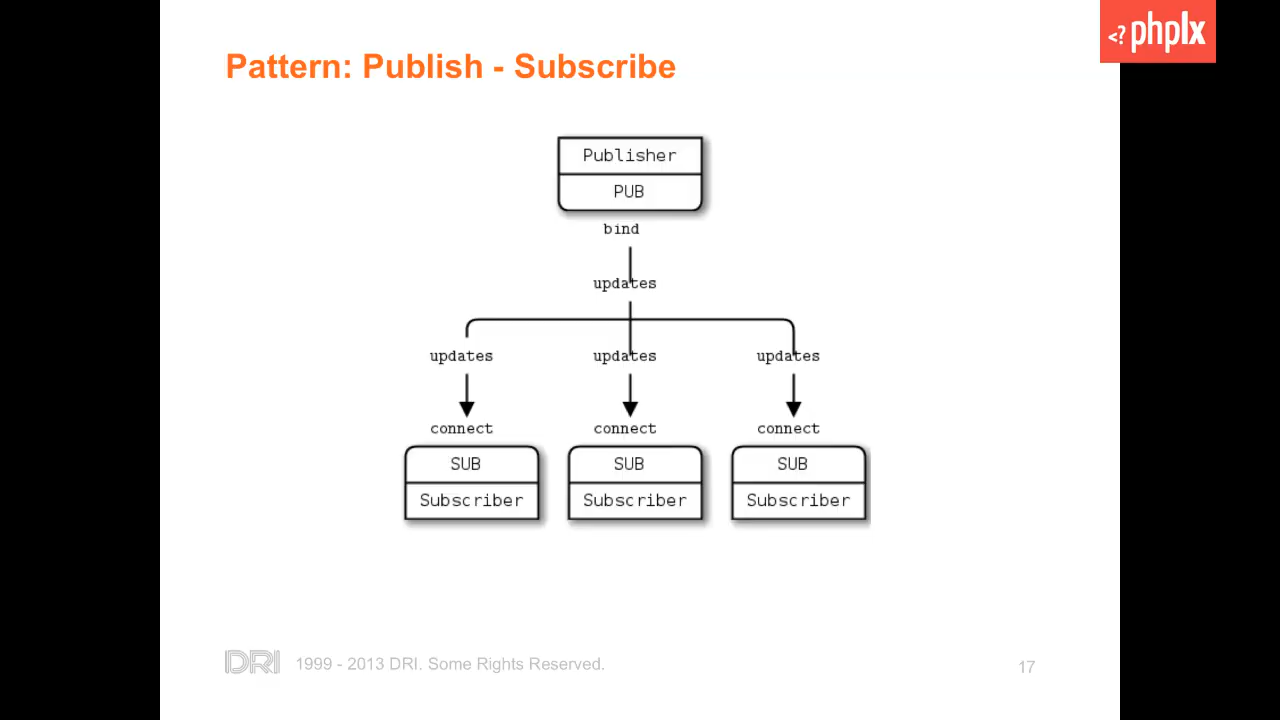 <? phplx
Pattern: Publish - Subscribe
Publisher
PUB
bind
updates
updates updates updates
connect connect connect
SUB SUB SUB
Subscriber Subscriber Subscriber
DRI 1999 - 2013 DRI. Some Rights Reserved.
17